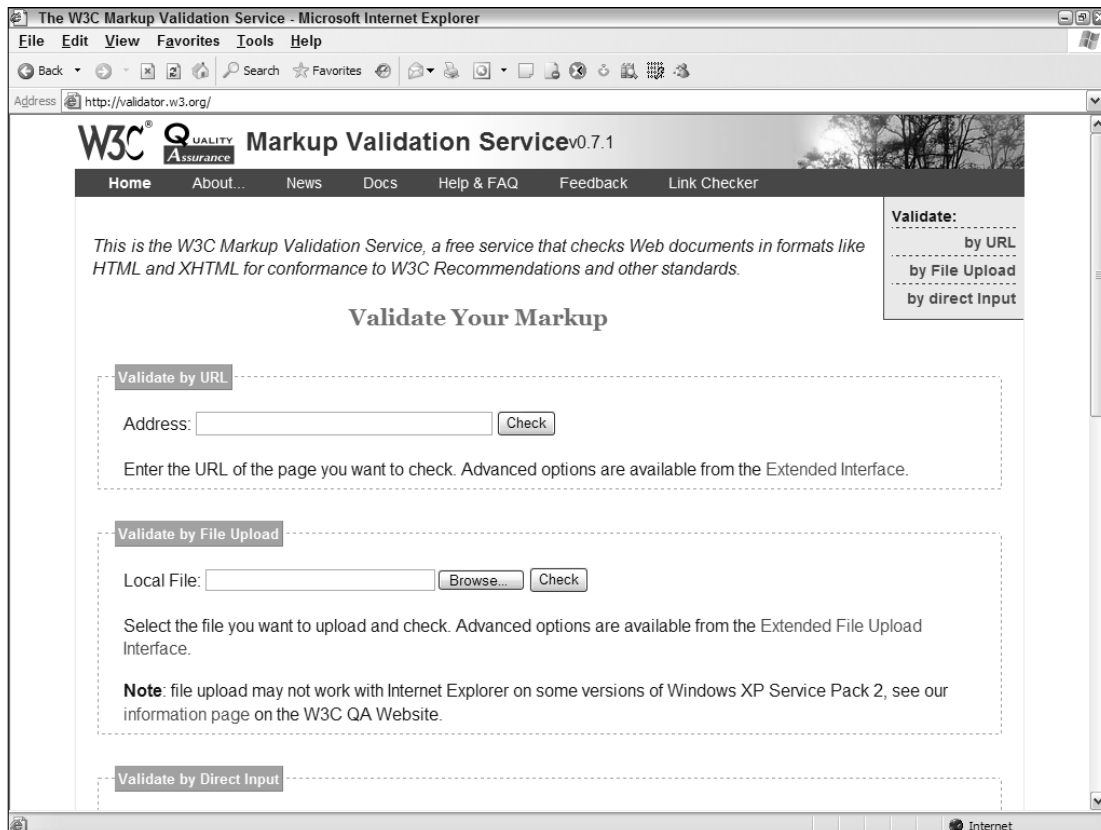 The W3C Markup Validation Service - Microsoft Internet Explorer
File Edit View Favorites Tools Help
Back Search Favorites
Address http://validator.w3.org/
W3C® QUALITY Assurance Markup Validation Service v0.7.1
Home About... News Docs Help & FAQ Feedback Link Checker
Validate:
by URL
by File Upload
by direct Input
This is the W3C Markup Validation Service, a free service that checks Web documents in formats like
HTML and XHTML for conformance to W3C Recommendations and other standards.
Validate Your Markup
Validate by URL
Address: Check
Enter the URL of the page you want to check. Advanced options are available from the Extended Interface.
Validate by File Upload
Local File: Browse... Check
Select the file you want to upload and check. Advanced options are available from the Extended File Upload
Interface.
Note: file upload may not work with Internet Explorer on some versions of Windows XP Service Pack 2, see our
information page on the W3C QA Website.
Validate by Direct Input
Internet